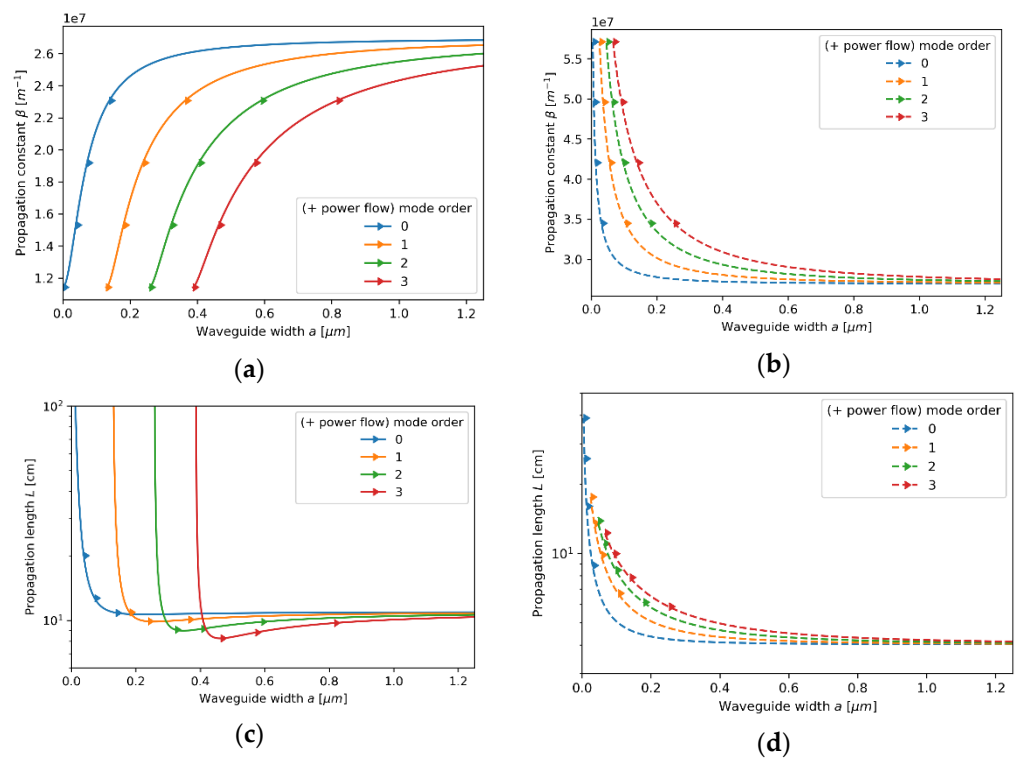 1e7
2.6
2.4
2.2
2.0
1.8
1.6
1.4
1.2
Propagation constant β [m⁻¹]
(+ power flow) mode order
0
1
2
3
0.0 0.2 0.4 0.6 0.8 1.0 1.2
Waveguide width a [μm]
(a)
1e7
5.5
5.0
4.5
4.0
3.5
3.0
Propagation constant β [m⁻¹]
(+ power flow) mode order
0
1
2
3
0.0 0.2 0.4 0.6 0.8 1.0 1.2
Waveguide width a [μm]
(b)
10²
10¹
Propagation length L [cm]
(+ power flow) mode order
0
1
2
3
0.0 0.2 0.4 0.6 0.8 1.0 1.2
Waveguide width a [μm]
(c)
10¹
Propagation length L [cm]
(+ power flow) mode order
0
1
2
3
0.0 0.2 0.4 0.6 0.8 1.0 1.2
Waveguide width a [μm]
(d)